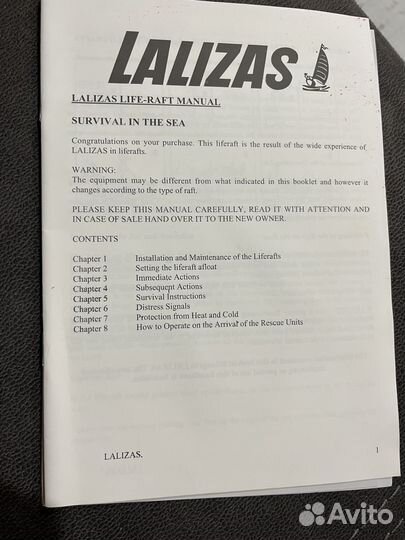 LALIZAS
LALIZAS LIFE-RAFT MANUAL
SURVIVAL IN THE SEA
Congratulations on your purchase. This liferaft is the result of the wide experience of
LALIZAS in liferafts.
WARNING:
The equipment may be different from what indicated in this booklet and however it
changes according to the type of raft.
PLEASE KEEP THIS MANUAL CAREFULLY, READ IT WITH ATTENTION AND
IN CASE OF SALE HAND OVER IT TO THE NEW OWNER.
CONTENTS
Chapter 1 Installation and Maintenance of the Liferafts
Chapter 2 Setting the liferaft afloat
Chapter 3 Immediate Actions
Chapter 4 Subsequent Actions
Chapter 5 Survival Instructions
Chapter 6 Distress Signals
Chapter 7 Protection from Heat and Cold
Chapter 8 How to Operate on the Arrival of the Rescue Units
LALIZAS. 1
Avito